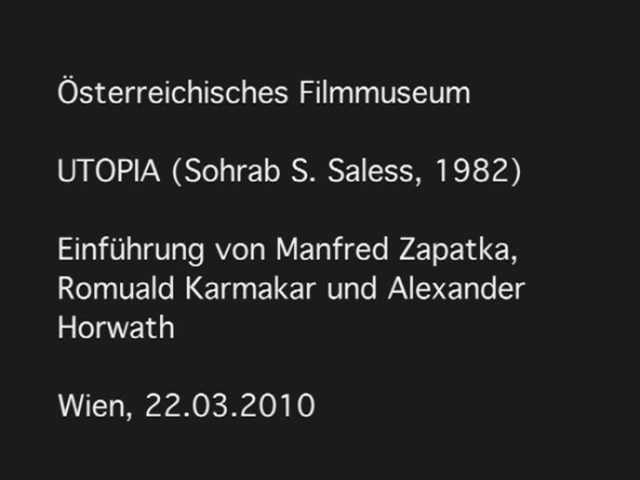 Österreichisches Filmmuseum
UTOPIA (Sohrab S. Saless, 1982)
Einführung von Manfred Zapatka,
Romuald Karmakar und Alexander
Horwath
Wien, 22.03.2010